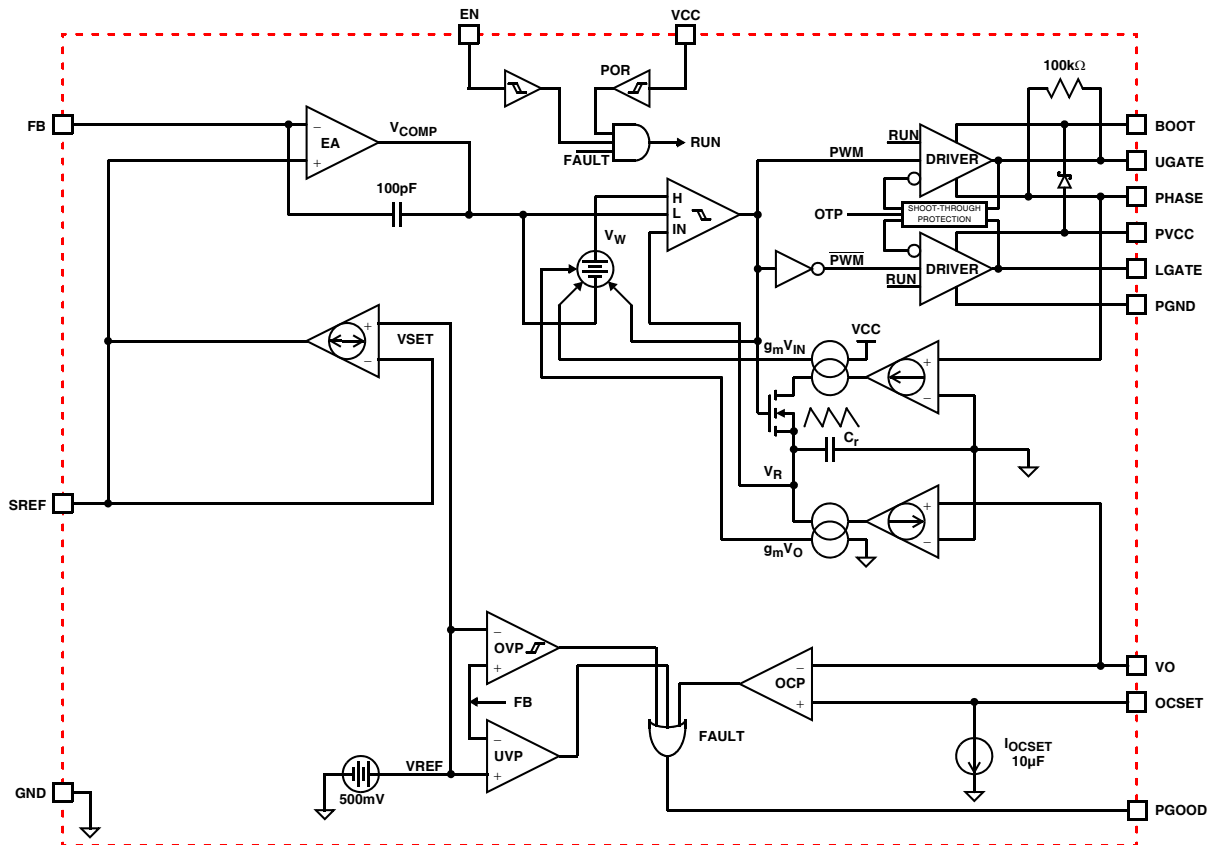 EN
VCC
POR
100kΩ
FB
−
EA
+
VCOMP
FAULT
RUN
BOOT
RUN
DRIVER
UGATE
PWM
100pF
H
L
IN
OTP
SHOOT-THROUGH
PROTECTION
PHASE
VW
PVCC
PWM
DRIVER
LGATE
RUN
PGND
+
VSET
−
gmVIN
VCC
+
−
Cr
VR
SREF
+
−
gmVO
−
OVP
+
FB
−
UVP
+
VREF
500mV
−
OCP
+
VO
OCSET
FAULT
IOCSET
10µF
GND
PGOOD